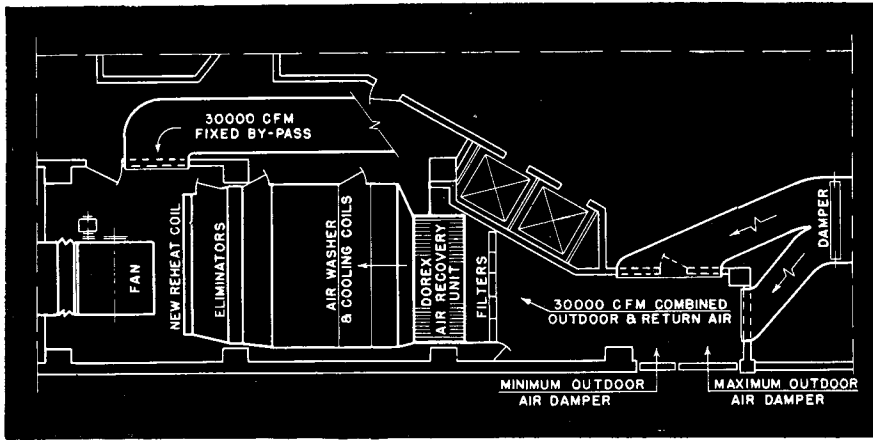 30000 CFM
FIXED BY-PASS
FAN
NEW REHEAT COIL
ELIMINATORS
AIR WASHER
& COOLING COILS
DOREX
AIR RECOVERY
UNIT
FILTERS
30000 CFM COMBINED
OUTDOOR & RETURN AIR
DAMPER
MINIMUM OUTDOOR
AIR DAMPER
MAXIMUM OUTDOOR
AIR DAMPER